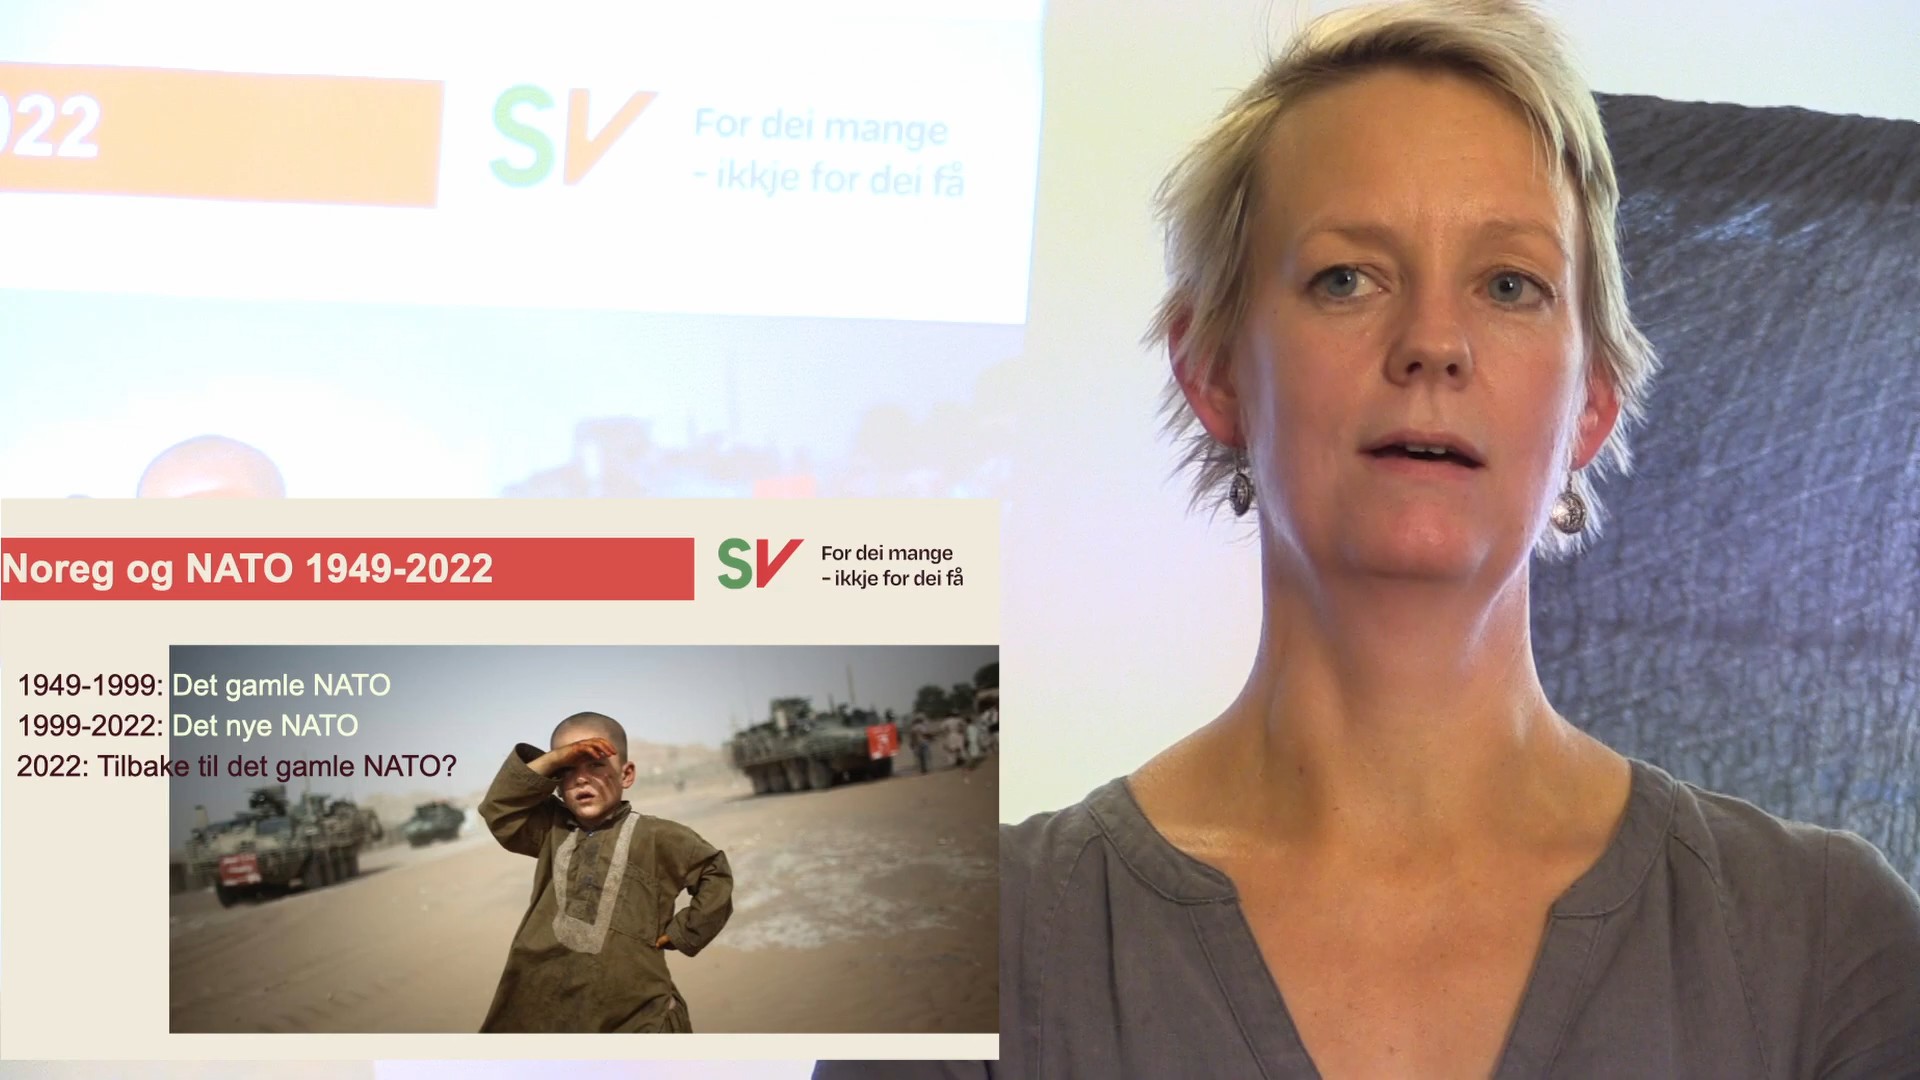 022
SV
For dei mange
- ikkje for dei få
Noreg og NATO 1949-2022
SV
For dei mange
- ikkje for dei få
1949-1999: Det gamle NATO
1999-2022: Det nye NATO
2022: Tilbake til det gamle NATO?